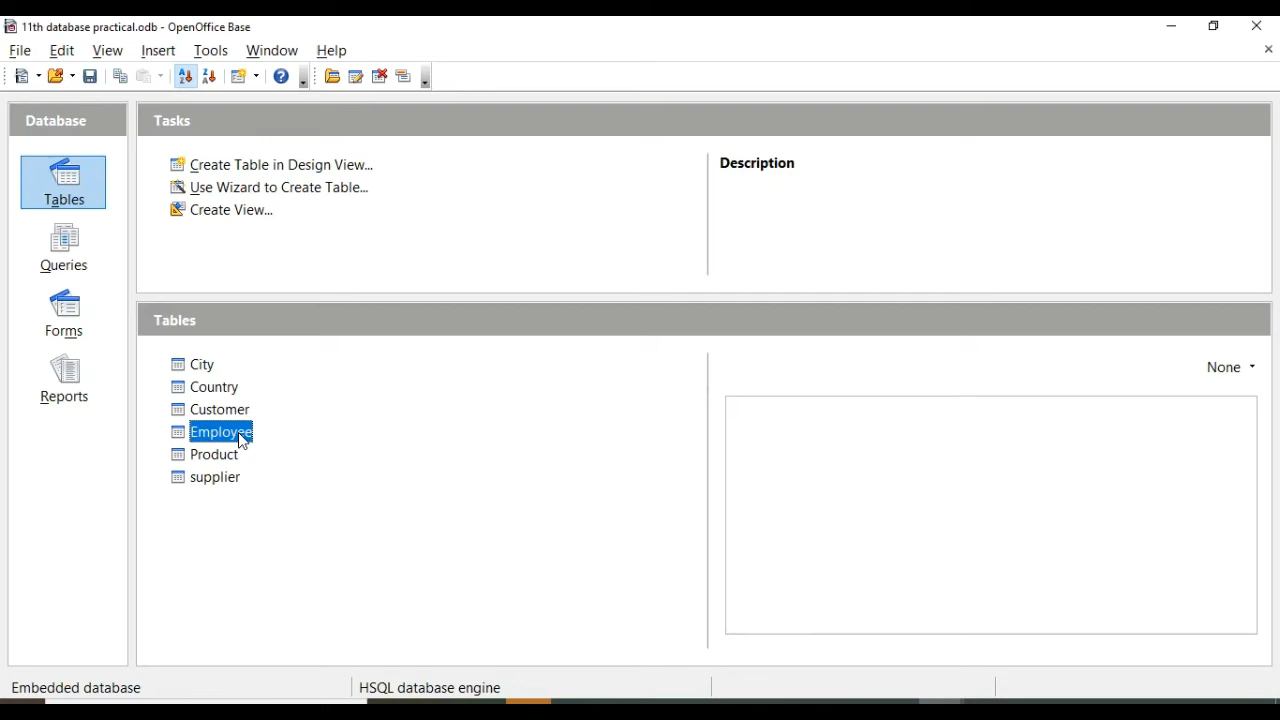 11th database practical.odb - OpenOffice Base
File Edit View Insert Tools Window Help
Database
Tables
Queries
Forms
Reports
Tasks
Create Table in Design View...
Use Wizard to Create Table...
Create View...
Description
Tables
City
Country
Customer
Employee
Product
supplier
None
Embedded database
HSQL database engine